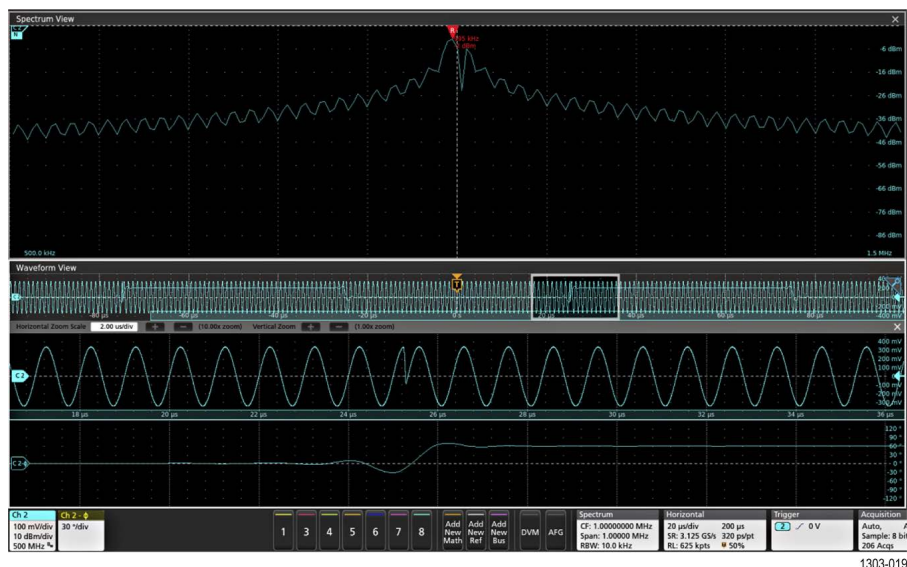 Spectrum View
C 2
N
R
-6 dBm
-16 dBm
-26 dBm
-36 dBm
-46 dBm
-56 dBm
-66 dBm
-76 dBm
-86 dBm
500.0 kHz
1.5 MHz
Waveform View
T
Horizontal Zoom Scale 2.00 us/div + — (10.00x zoom) Vertical Zoom + — (1.00x zoom)
400 mV
300 mV
200 mV
100 mV
C 2
-100 mV
-200 mV
18 µs 20 µs 22 µs 24 µs 26 µs 28 µs 30 µs 32 µs 34 µs 36 µs
120 °
90 °
60 °
30 °
0 °
-30 °
-60 °
-90 °
-120 °
Ch 2
100 mV/div
10 dBm/div
500 MHz
Ch 2 - ɸ
30 °/div
1 3 4 5 6 7 8
Add New Math
Add New Ref
Add New Bus
DVM
AFG
Spectrum
CF: 1.00000000 MHz
Span: 1.00000 MHz
RBW: 10.0 kHz
Horizontal
20 µs/div 200 µs
SR: 3.125 GS/s 320 ps/pt
RL: 625 kpts 50%
Trigger
2 0 V
Acquisition
Auto,
Sample: 8 bit
206 Acqs
1303-019